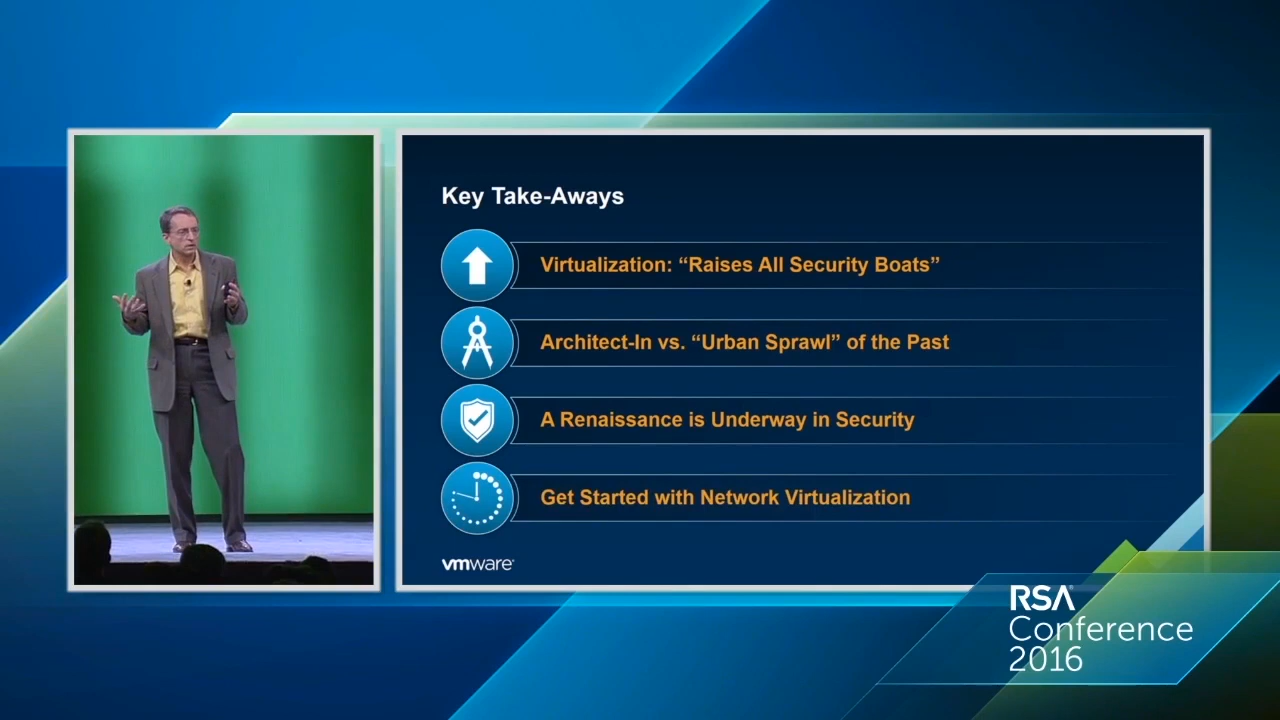 Key Take-Aways
Virtualization: “Raises All Security Boats”
Architect-In vs. “Urban Sprawl” of the Past
A Renaissance is Underway in Security
Get Started with Network Virtualization
vmware®
RSA®
Conference
2016